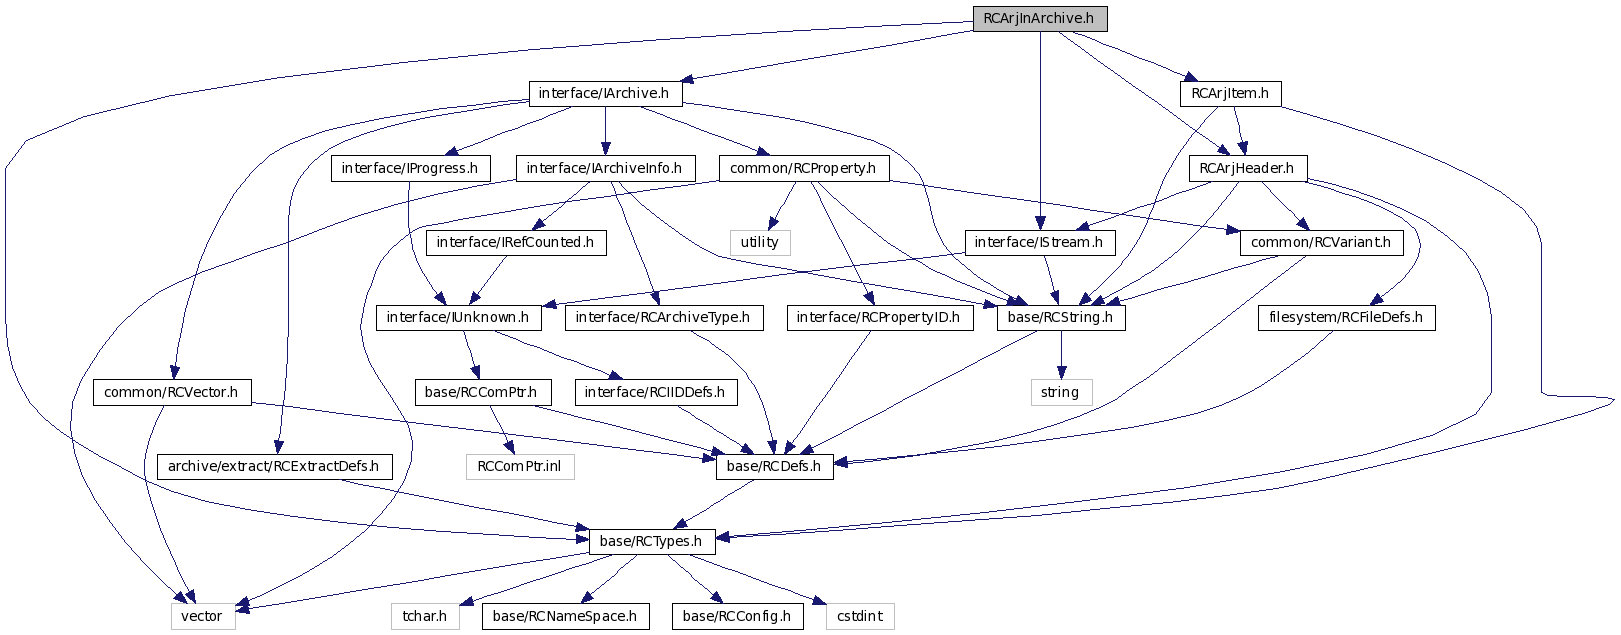 RCArjInArchive.h
interface/IArchive.h
RCArjItem.h
interface/IProgress.h
interface/IArchiveInfo.h
common/RCProperty.h
RCArjHeader.h
interface/IRefCounted.h
utility
interface/IStream.h
common/RCVariant.h
interface/IUnknown.h
interface/RCArchiveType.h
interface/RCPropertyID.h
base/RCString.h
filesystem/RCFileDefs.h
common/RCVector.h
base/RCComPtr.h
interface/RCIIDDefs.h
string
archive/extract/RCExtractDefs.h
RCComPtr.inl
base/RCDefs.h
base/RCTypes.h
vector
tchar.h
base/RCNameSpace.h
base/RCConfig.h
cstdint